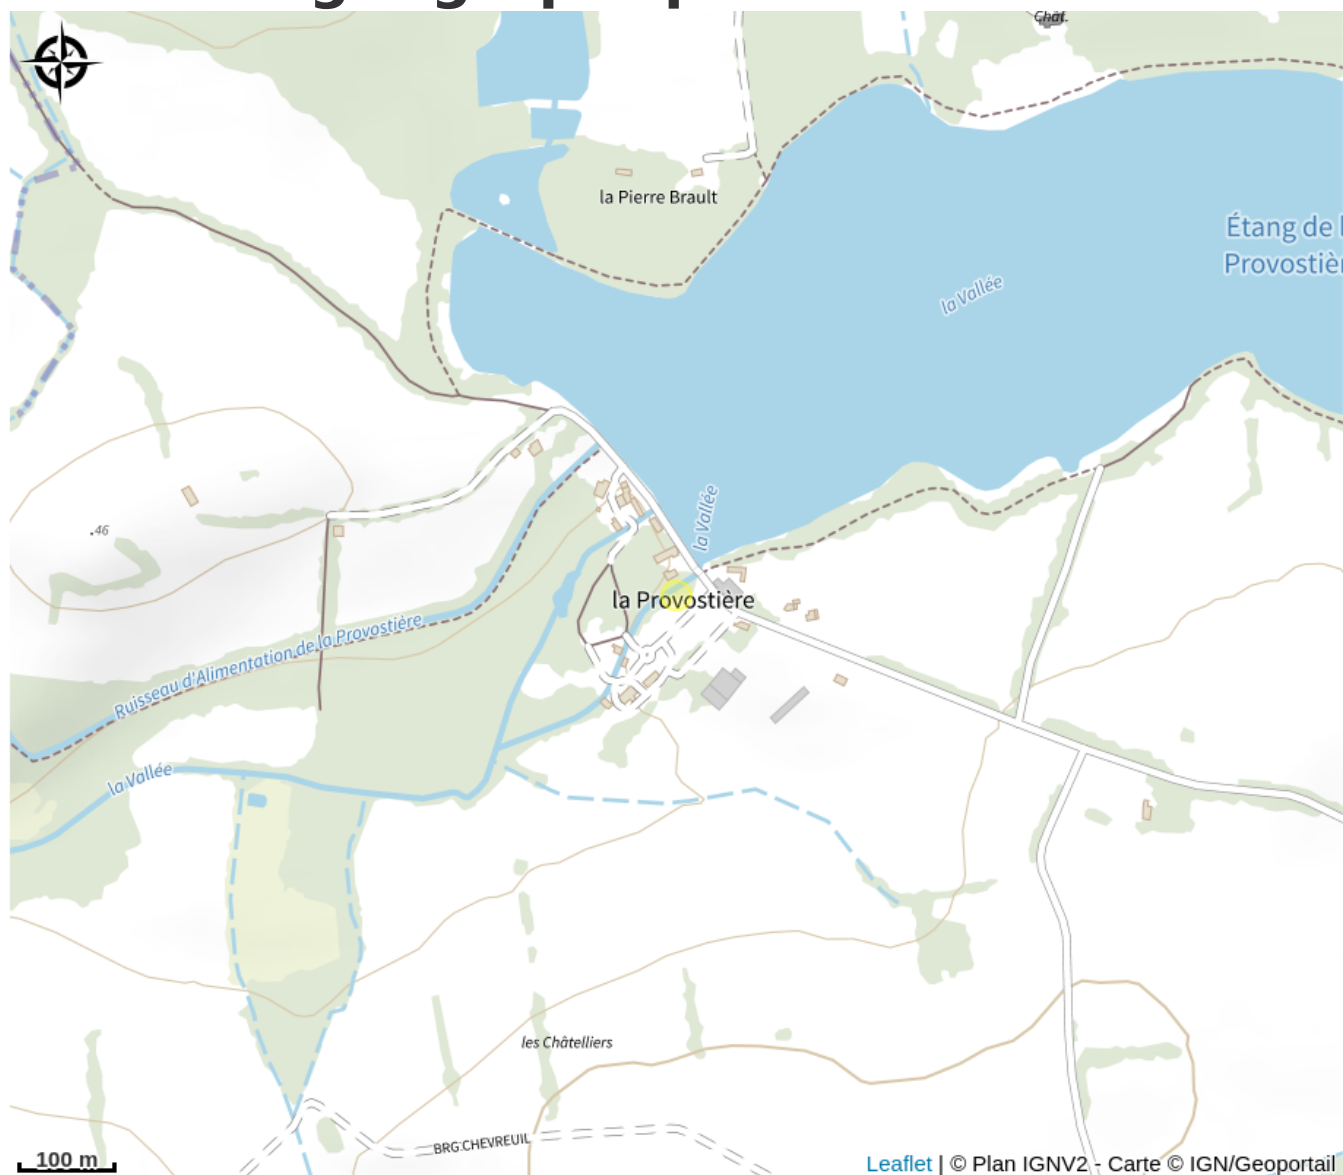 Chât.
la Pierre Brault
Étang de
Provostièr
la Vallée
la Vallée
.46
la Provostière
Ruisseau d'Alimentation de la Provostière
la Vallée
les Châtelliers
BRG CHEVREUIL
100 m
Leaflet | © Plan IGNV2 - Carte © IGN/Geoportail